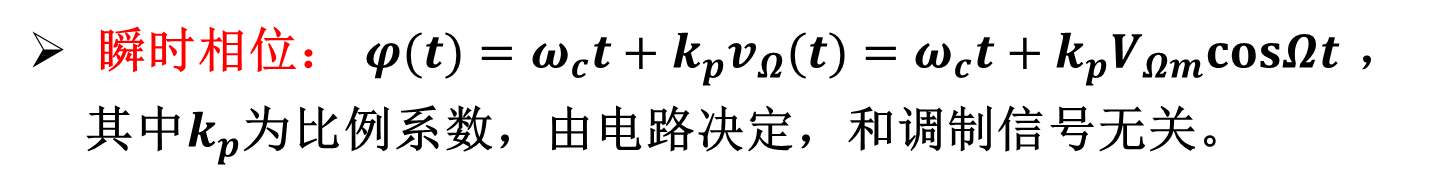 ➢ 瞬时相位： φ(t) = ω_c t + k_p v_Ω(t) = ω_c t + k_p V_Ωm cosΩt ，
其中k_p为比例系数，由电路决定，和调制信号无关。